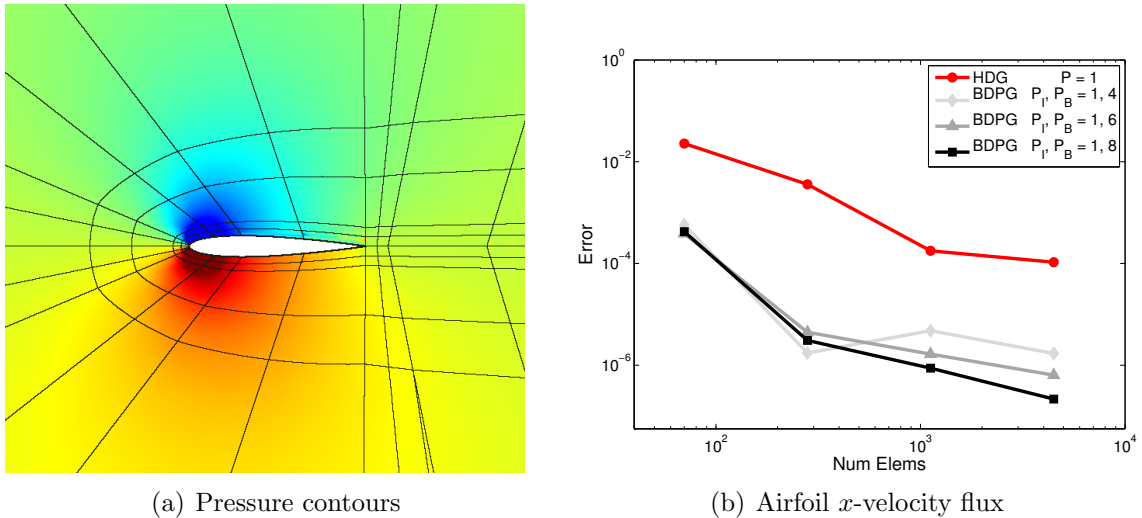 10^0
10^-2
10^-4
10^-6
Error
HDG P = 1
BDPG P_I, P_B = 1, 4
BDPG P_I, P_B = 1, 6
BDPG P_I, P_B = 1, 8
10^2 10^3 10^4
Num Elems
(a) Pressure contours
(b) Airfoil x-velocity flux